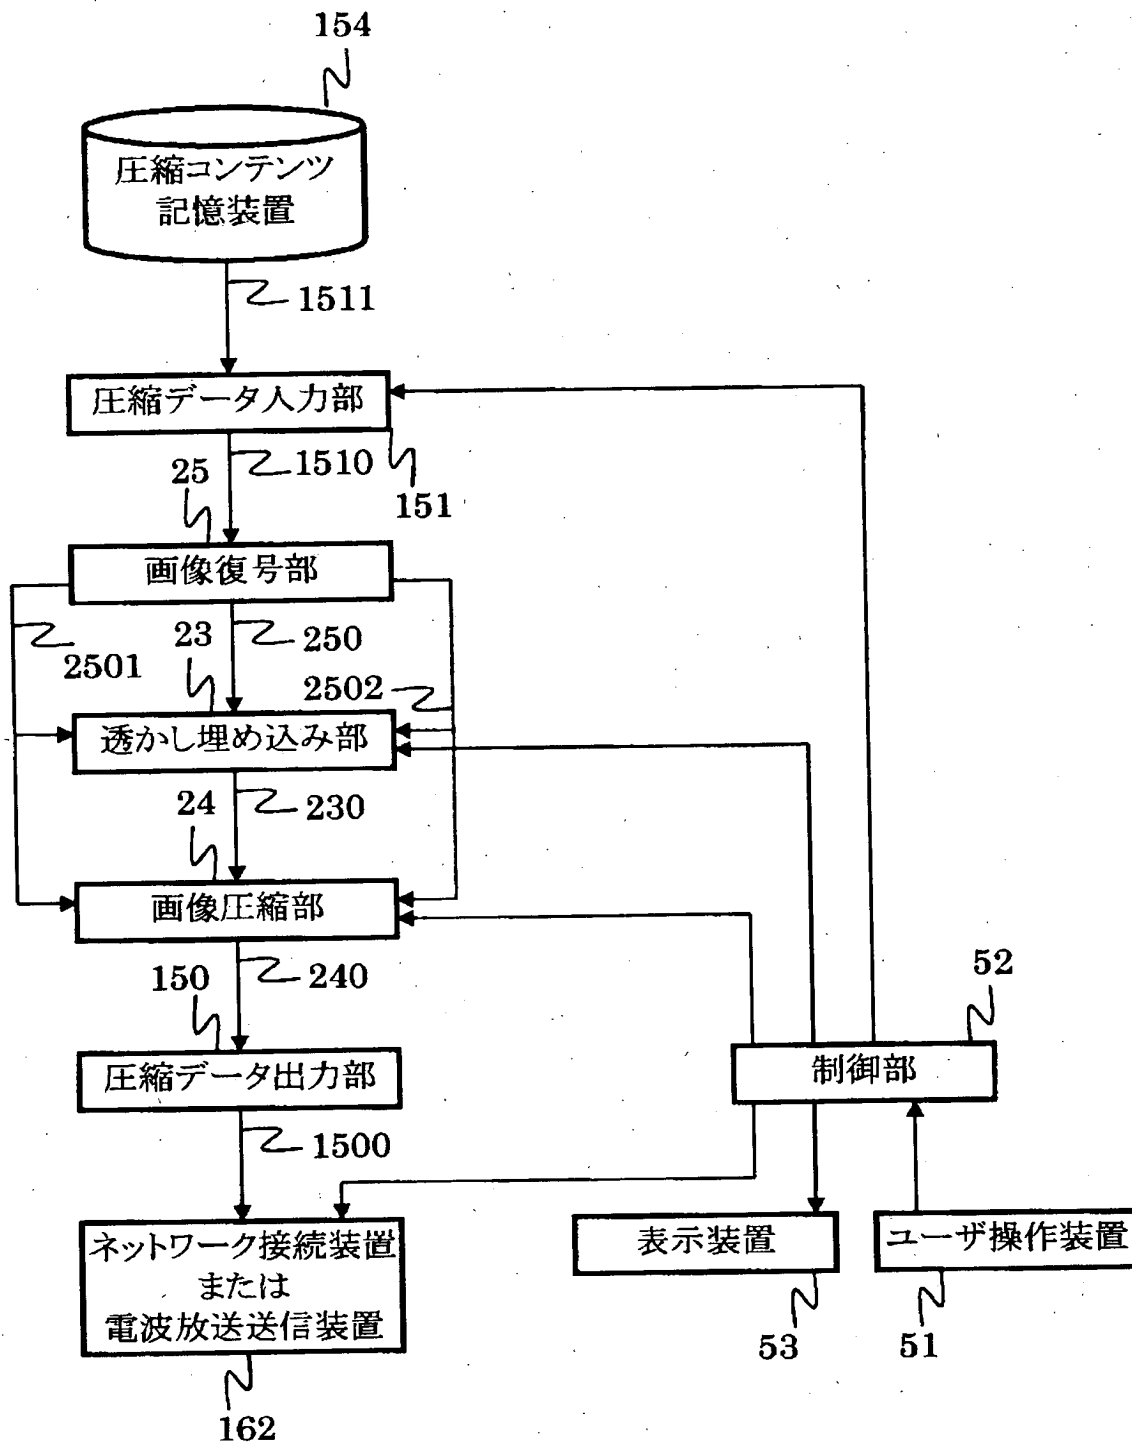 154
圧縮コンテンツ
記憶装置
1511
圧縮データ入力部
1510
151
25
画像復号部
2501
23
250
2502
透かし埋め込み部
24
230
画像圧縮部
150
240
52
圧縮データ出力部
制御部
1500
ネットワーク接続装置
または
電波放送送信装置
表示装置
ユーザ操作装置
53
51
162